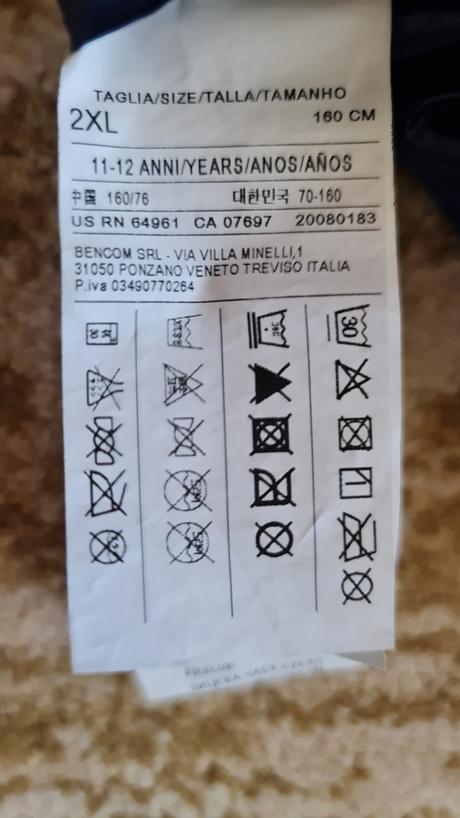 TAGLIA/SIZE/TALLA/TAMANHO
2XL 160 CM
11-12 ANNI/YEARS/ANOS/AÑOS
中国 160/76 대한민국 70-160
US RN 64961 CA 07697 20080183
BENCOM SRL - VIA VILLA MINELLI,1
31050 PONZANO VENETO TREVISO ITALIA
P.iva 03490770264
30